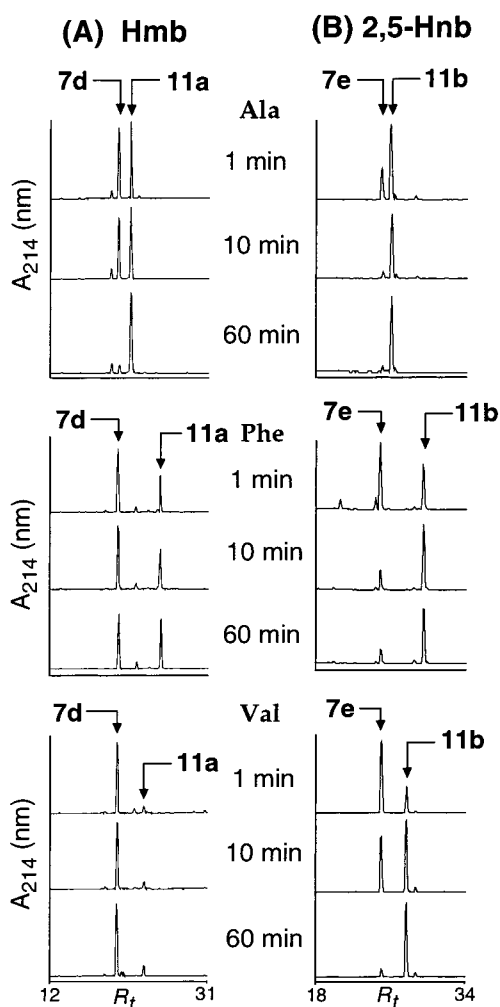 (A) Hmb
(B) 2,5-Hnb
7d
11a
7e
11b
Ala
1 min
10 min
60 min
A214 (nm)
7d
11a
Phe
7e
11b
1 min
10 min
60 min
A214 (nm)
7d
11a
Val
7e
11b
1 min
10 min
60 min
A214 (nm)
12
Rt
31
18
Rt
34